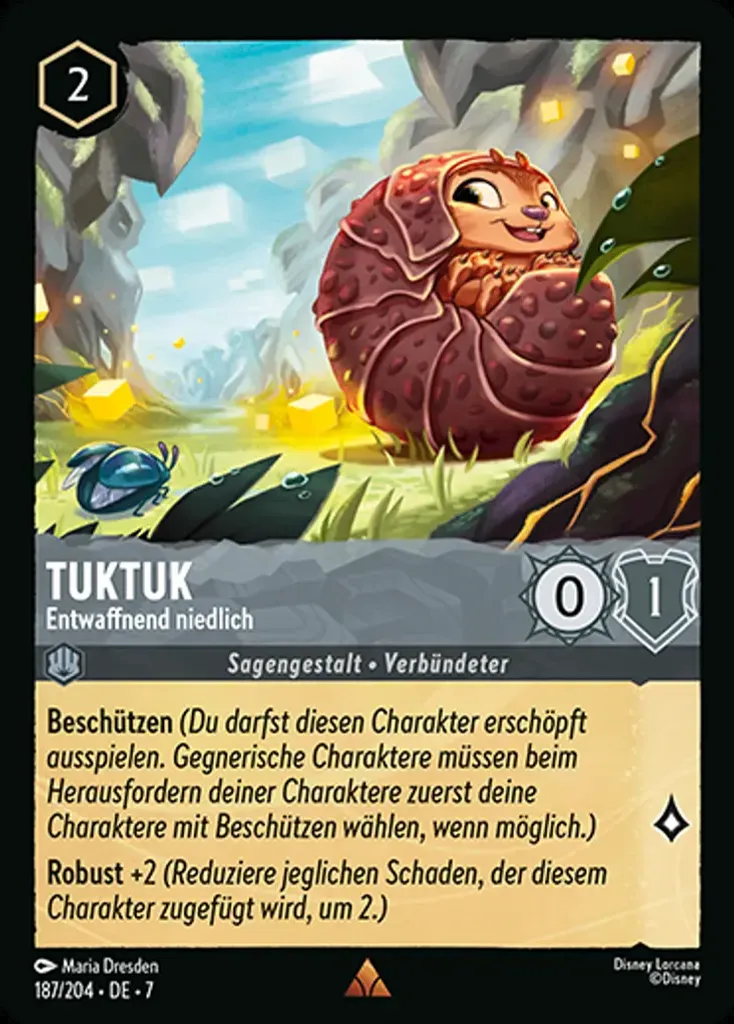 2
TUKTUK
Entwaffnend niedlich
0
1
Sagengestalt • Verbündeter
Beschützen (Du darfst diesen Charakter erschöpft
ausspielen. Gegnerische Charaktere müssen beim
Herausfordern deiner Charaktere zuerst deine
Charaktere mit Beschützen wählen, wenn möglich.)
Robust +2 (Reduziere jeglichen Schaden, der diesem
Charakter zugefügt wird, um 2.)
Maria Dresden
187/204 • DE • 7
Disney Lorcana
©Disney